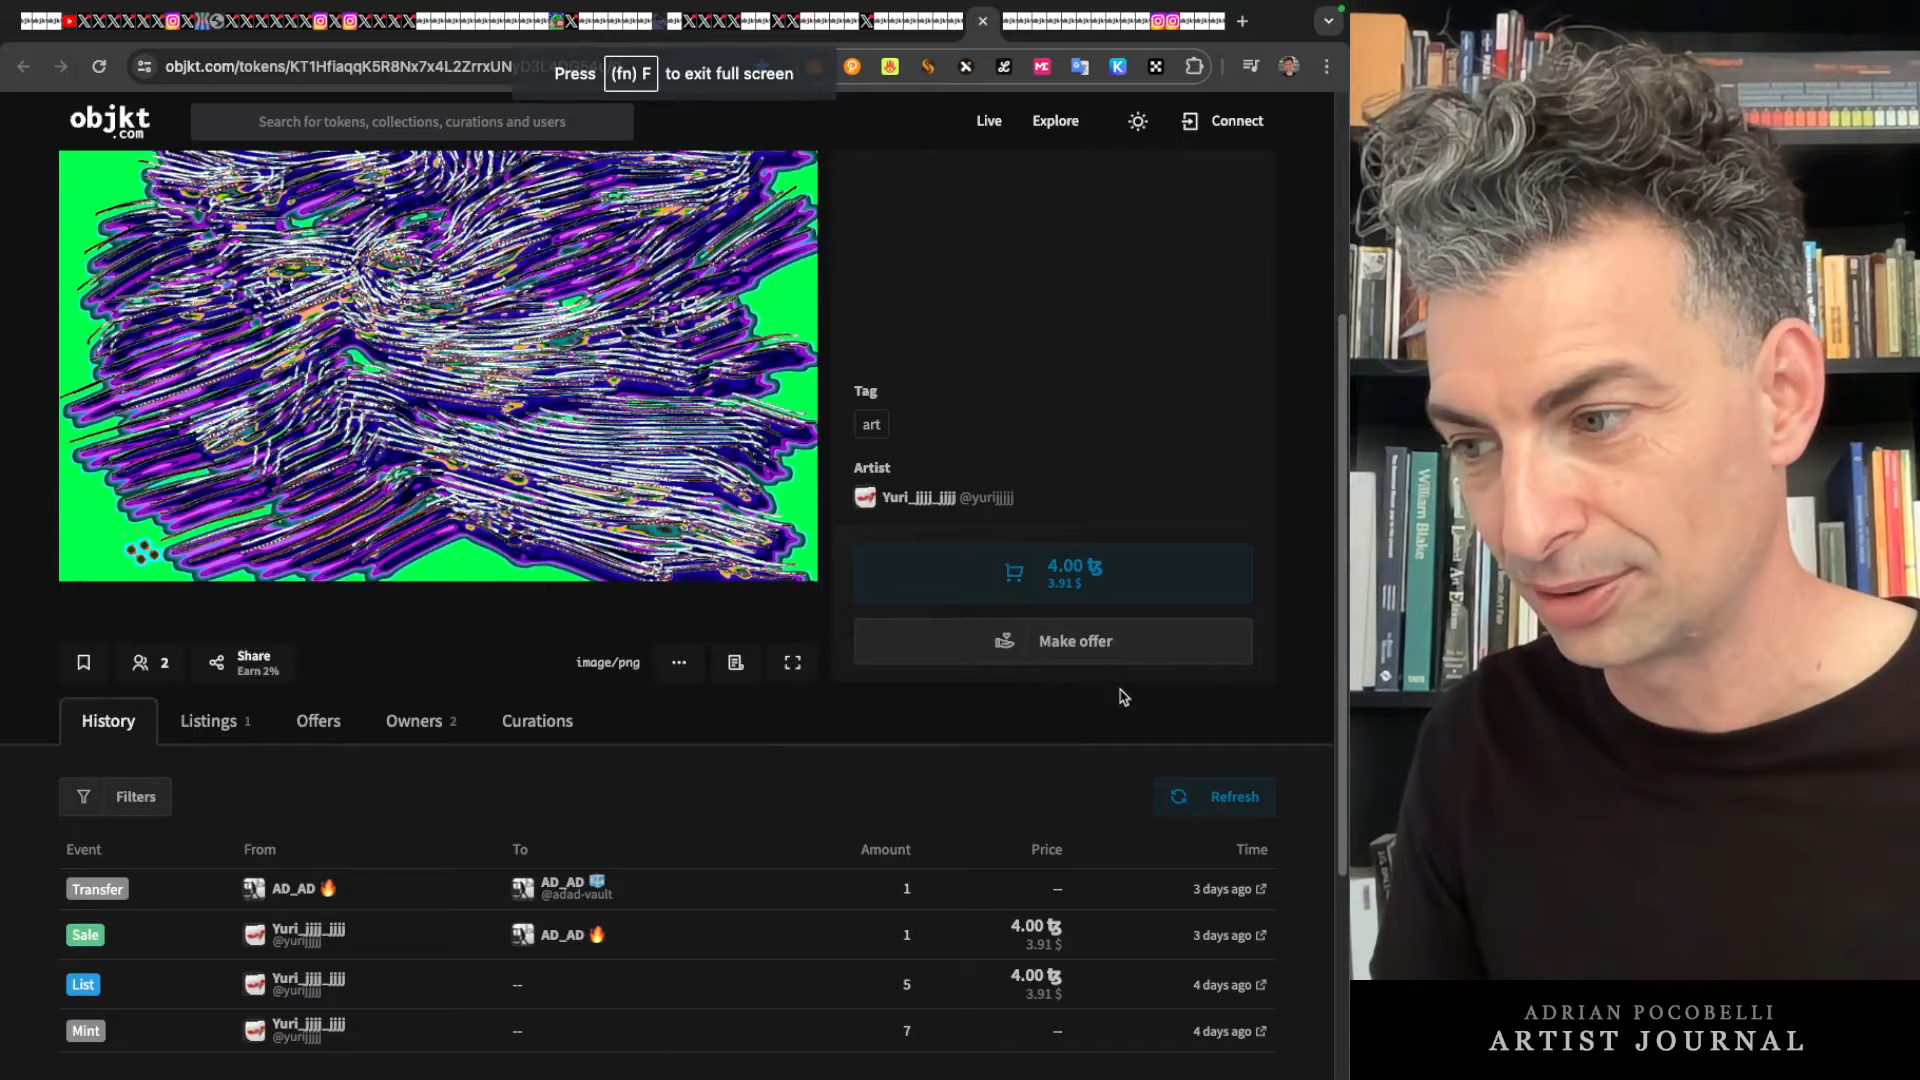 objkt.com/tokens/KT1HfiaqqK5R8Nx7x4L2ZrrxUN
Press (fn) F to exit full screen
objkt
.com
Search for tokens, collections, curations and users
Live
Explore
Connect
Tag
art
Artist
Yuri_jjjj_jjjj @yurijjjjj
4.00 ꜩ
3.91 $
Make offer
2
Share
Earn 2%
image/png
History
Listings 1
Offers
Owners 2
Curations
Filters
Refresh
Event From To Amount Price Time
Transfer AD_AD 🔥 AD_AD 1 -- 3 days ago
@adad-vault
Sale Yuri_jjjj_jjjj AD_AD 🔥 1 4.00 ꜩ 3 days ago
@yurijjjjj 3.91 $
List Yuri_jjjj_jjjj -- 5 4.00 ꜩ 4 days ago
@yurijjjjj 3.91 $
Mint Yuri_jjjj_jjjj -- 7 -- 4 days ago
@yurijjjjj
William Blake
ADRIAN POCOBELLI
ARTIST JOURNAL